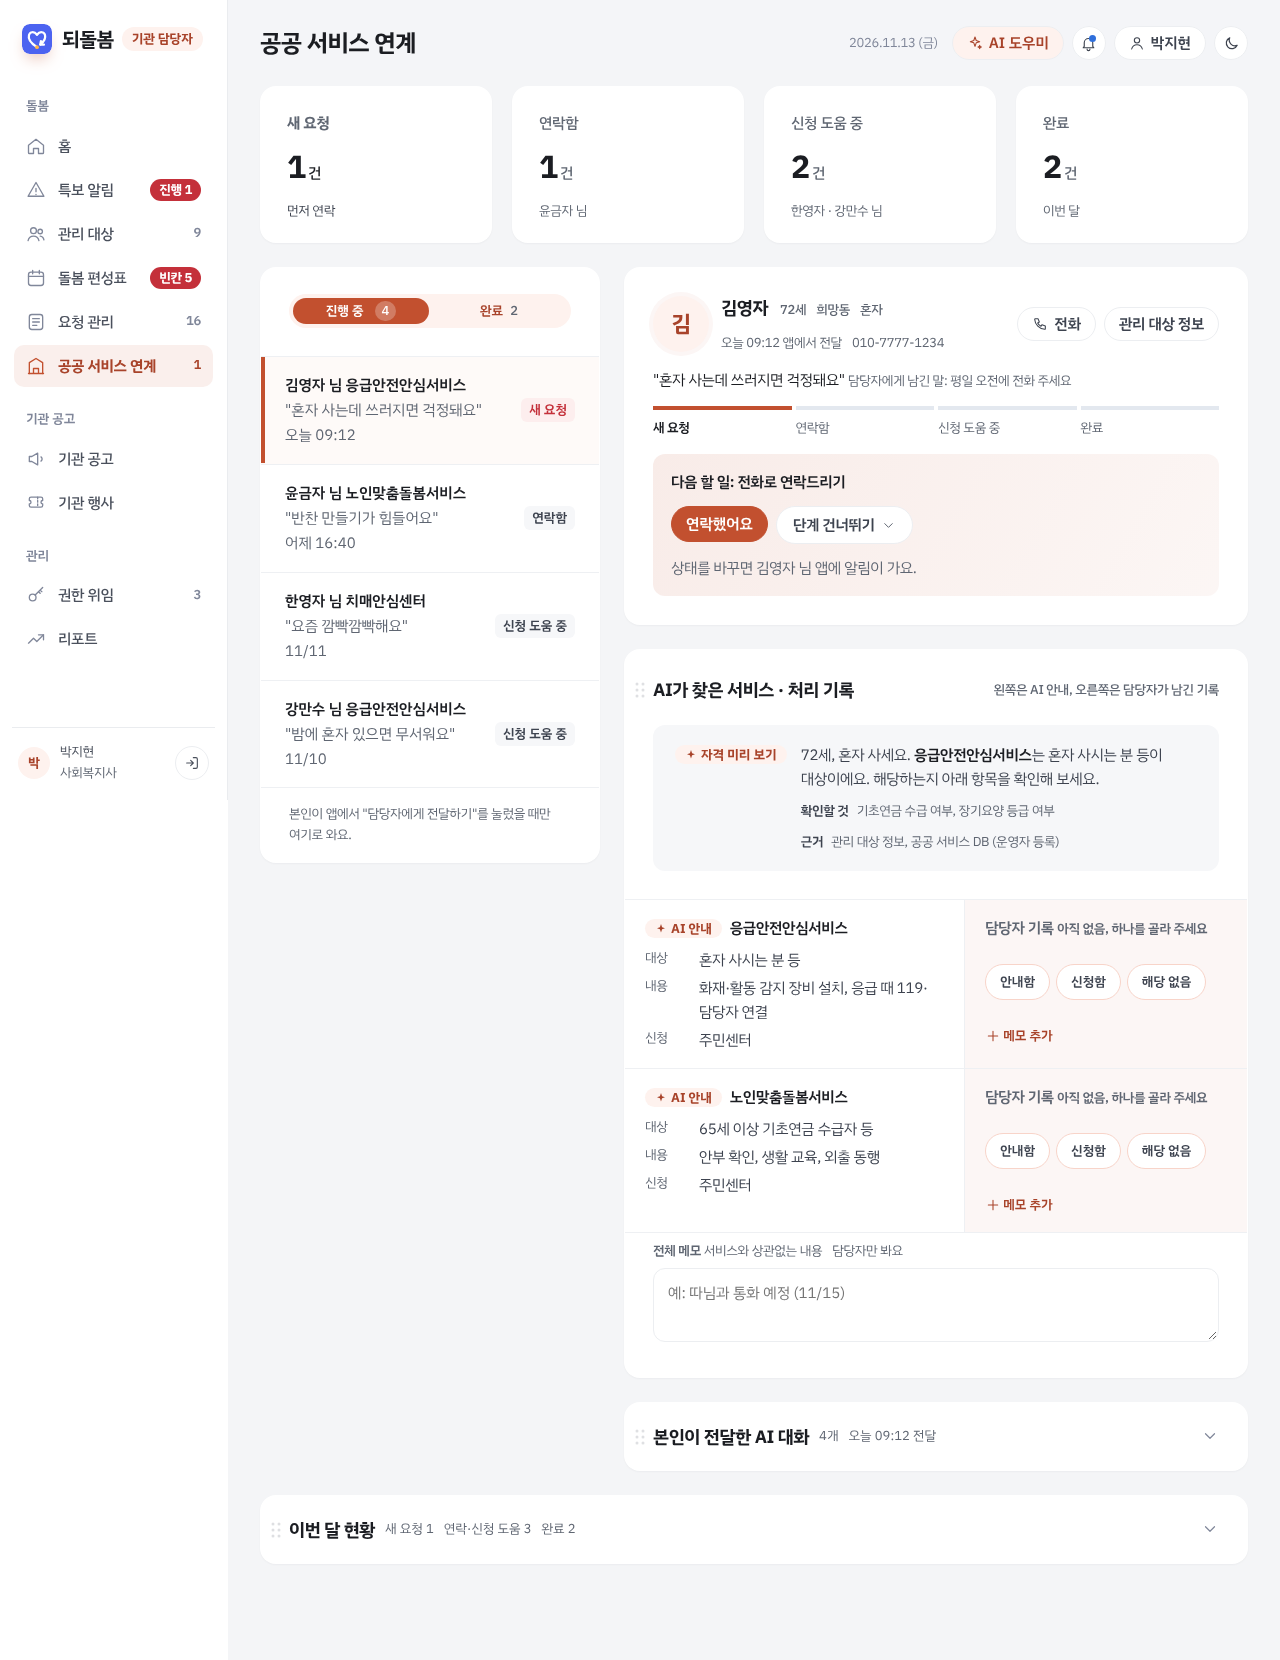 되돌봄 기관 담당자
돌봄
홈
특보 알림 진행 1
관리 대상 9
돌봄 편성표 빈칸 5
요청 관리 16
공공 서비스 연계 1
기관 공고
기관 공고
기관 행사
관리
권한 위임 3
리포트
박 박지현
사회복지사
공공 서비스 연계
2026.11.13 (금) AI 도우미 박지현
새 요청
1건
먼저 연락
연락함
1건
윤금자 님
신청 도움 중
2건
한영자 · 강만수 님
완료
2건
이번 달
진행 중 4 완료 2
김영자 님 응급안전안심서비스
"혼자 사는데 쓰러지면 걱정돼요"
오늘 09:12
새 요청
윤금자 님 노인맞춤돌봄서비스
"반찬 만들기가 힘들어요"
어제 16:40
연락함
한영자 님 치매안심센터
"요즘 깜빡깜빡해요"
11/11
신청 도움 중
강만수 님 응급안전안심서비스
"밤에 혼자 있으면 무서워요"
11/10
신청 도움 중
본인이 앱에서 "담당자에게 전달하기"를 눌렀을 때만
여기로 와요.
김 김영자 72세 희망동 혼자
오늘 09:12 앱에서 전달 010-7777-1234
전화 관리 대상 정보
"혼자 사는데 쓰러지면 걱정돼요" 담당자에게 남긴 말: 평일 오전에 전화 주세요
새 요청 연락함 신청 도움 중 완료
다음 할 일: 전화로 연락드리기
연락했어요 단계 건너뛰기
상태를 바꾸면 김영자 님 앱에 알림이 가요.
AI가 찾은 서비스 · 처리 기록 왼쪽은 AI 안내, 오른쪽은 담당자가 남긴 기록
자격 미리 보기 72세, 혼자 사세요. 응급안전안심서비스는 혼자 사시는 분 등이
대상이에요. 해당하는지 아래 항목을 확인해 보세요.
확인할 것 기초연금 수급 여부, 장기요양 등급 여부
근거 관리 대상 정보, 공공 서비스 DB (운영자 등록)
AI 안내 응급안전안심서비스
대상 혼자 사시는 분 등
내용 화재·활동 감지 장비 설치, 응급 때 119·
담당자 연결
신청 주민센터
담당자 기록 아직 없음, 하나를 골라 주세요
안내함 신청함 해당 없음
메모 추가
AI 안내 노인맞춤돌봄서비스
대상 65세 이상 기초연금 수급자 등
내용 안부 확인, 생활 교육, 외출 동행
신청 주민센터
담당자 기록 아직 없음, 하나를 골라 주세요
안내함 신청함 해당 없음
메모 추가
전체 메모 서비스와 상관없는 내용 담당자만 봐요
예: 따님과 통화 예정 (11/15)
본인이 전달한 AI 대화 4개 오늘 09:12 전달
이번 달 현황 새 요청 1 연락·신청 도움 3 완료 2